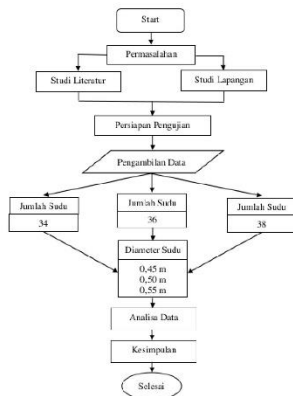 Start
Permasalahan
Studi Literatur
Studi Lapangan
Persiapan Pengujian
Pengambilan Data
Jumlah Sudu
34
Jumlah Sudu
36
Jumlah Sudu
38
Diameter Sudu
0,45 m
0,50 m
0,55 m
Analisa Data
Kesimpulan
Selesai